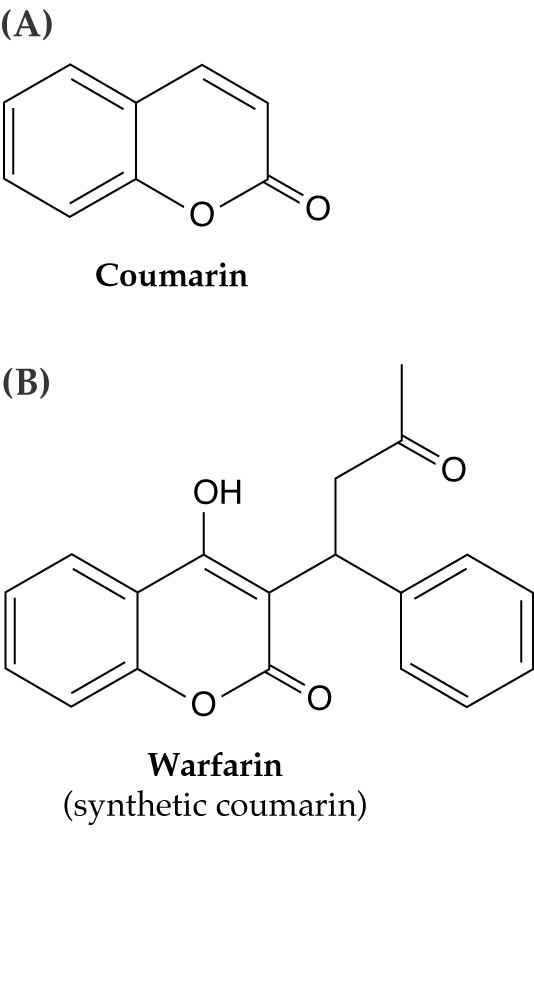 (A)
O
O
Coumarin
(B)
O
OH
O
O
Warfarin
(synthetic coumarin)